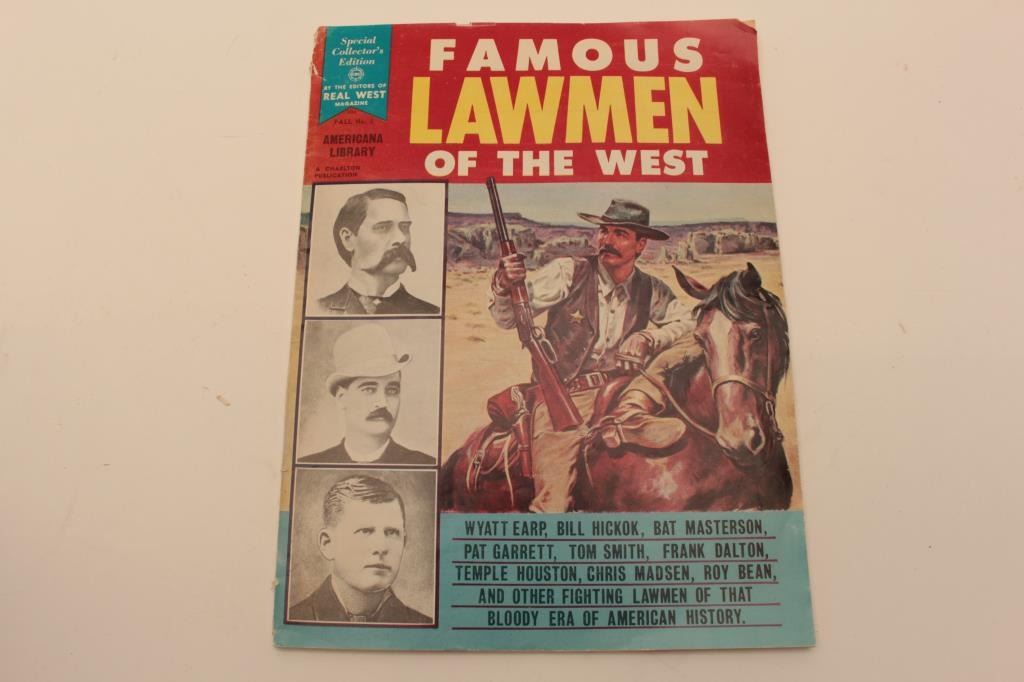 Special
Collector's
Edition
BY THE EDITORS OF
REAL WEST
MAGAZINE
FALL No.
AMERICANA
LIBRARY
A CHARLTON
PUBLICATION
FAMOUS
LAWMEN
OF THE WEST
WYATT EARP, BILL HICKOK, BAT MASTERSON,
PAT GARRETT, TOM SMITH, FRANK DALTON,
TEMPLE HOUSTON, CHRIS MADSEN, ROY BEAN,
AND OTHER FIGHTING LAWMEN OF THAT
BLOODY ERA OF AMERICAN HISTORY.